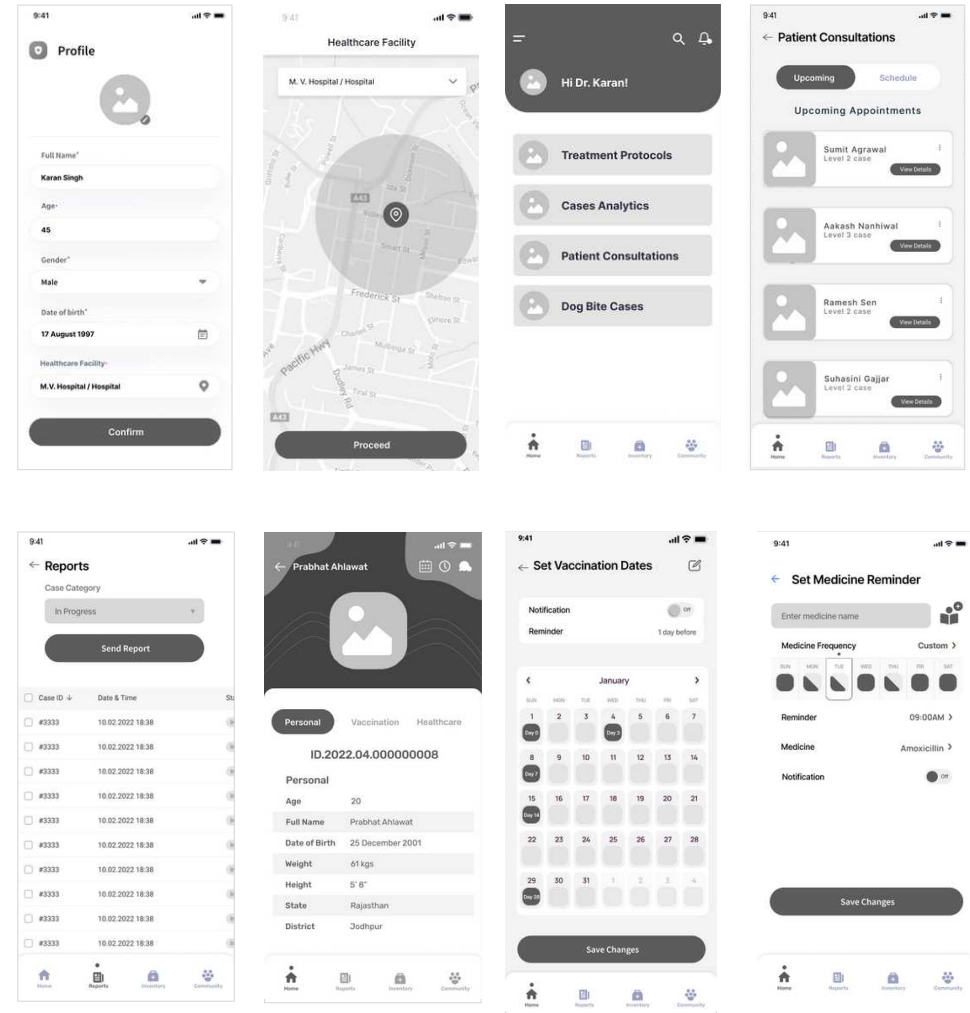 9:41
Profile
Full Name*
Karan Singh
Age*
45
Gender*
Male
Date of birth*
17 August 1997
Healthcare Facility*
M.V. Hospital / Hospital
Confirm
9:41
Healthcare Facility
M. V. Hospital / Hospital
A43
Smart St
Frederick St
Charles St
Mulbinga St
James St
Tiral St
Dudley Rd
Pacific Hwy
A43
Proceed
Hi Dr. Karan!
Treatment Protocols
Cases Analytics
Patient Consultations
Dog Bite Cases
Home Reports Inventory Community
9:41
Patient Consultations
Upcoming Schedule
Upcoming Appointments
Sumit Agrawal
Level 2 case
View Details
Aakash Nanhiwal
Level 3 case
View Details
Ramesh Sen
Level 2 case
View Details
Suhasini Gajjar
Level 2 case
View Details
Home Reports Inventory Community
9:41
Reports
Case Category
In Progress
Send Report
Case ID Date & Time Sta
#3333 10.02.2022 18:38
#3333 10.02.2022 18:38
#3333 10.02.2022 18:38
#3333 10.02.2022 18:38
#3333 10.02.2022 18:38
#3333 10.02.2022 18:38
#3333 10.02.2022 18:38
#3333 10.02.2022 18:38
#3333 10.02.2022 18:38
#3333 10.02.2022 18:38
Home Reports Inventory Community
9:41
Prabhat Ahlawat
Personal Vaccination Healthcare
ID.2022.04.000000008
Personal
Age 20
Full Name Prabhat Ahlawat
Date of Birth 25 December 2001
Weight 61 kgs
Height 5' 8"
State Rajasthan
District Jodhpur
Home Reports Inventory Community
9:41
Set Vaccination Dates
Notification Off
Reminder 1 day before
January
SUN MON TUE WED THU FRI SAT
1 2 3 4 5 6 7
Day 0 Day 3
8 9 10 11 12 13 14
Day 7
15 16 17 18 19 20 21
Day 14
22 23 24 25 26 27 28
29 30 31 1 2 3 4
Day 28
Save Changes
Home Reports Inventory Community
9:41
Set Medicine Reminder
Enter medicine name
Medicine Frequency Custom >
SUN MON TUE WED THU FRI SAT
Reminder 09:00AM >
Medicine Amoxicillin >
Notification Off
Save Changes
Home Reports Inventory Community